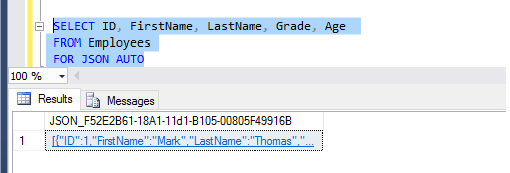 SELECT ID, FirstName, LastName, Grade, Age
FROM Employees
FOR JSON AUTO
100 %
Results
Messages
JSON_F52E2B61-18A1-11d1-B105-00805F49916B
1 [{"ID":1,"FirstName":"Mark","LastName":"Thomas","...